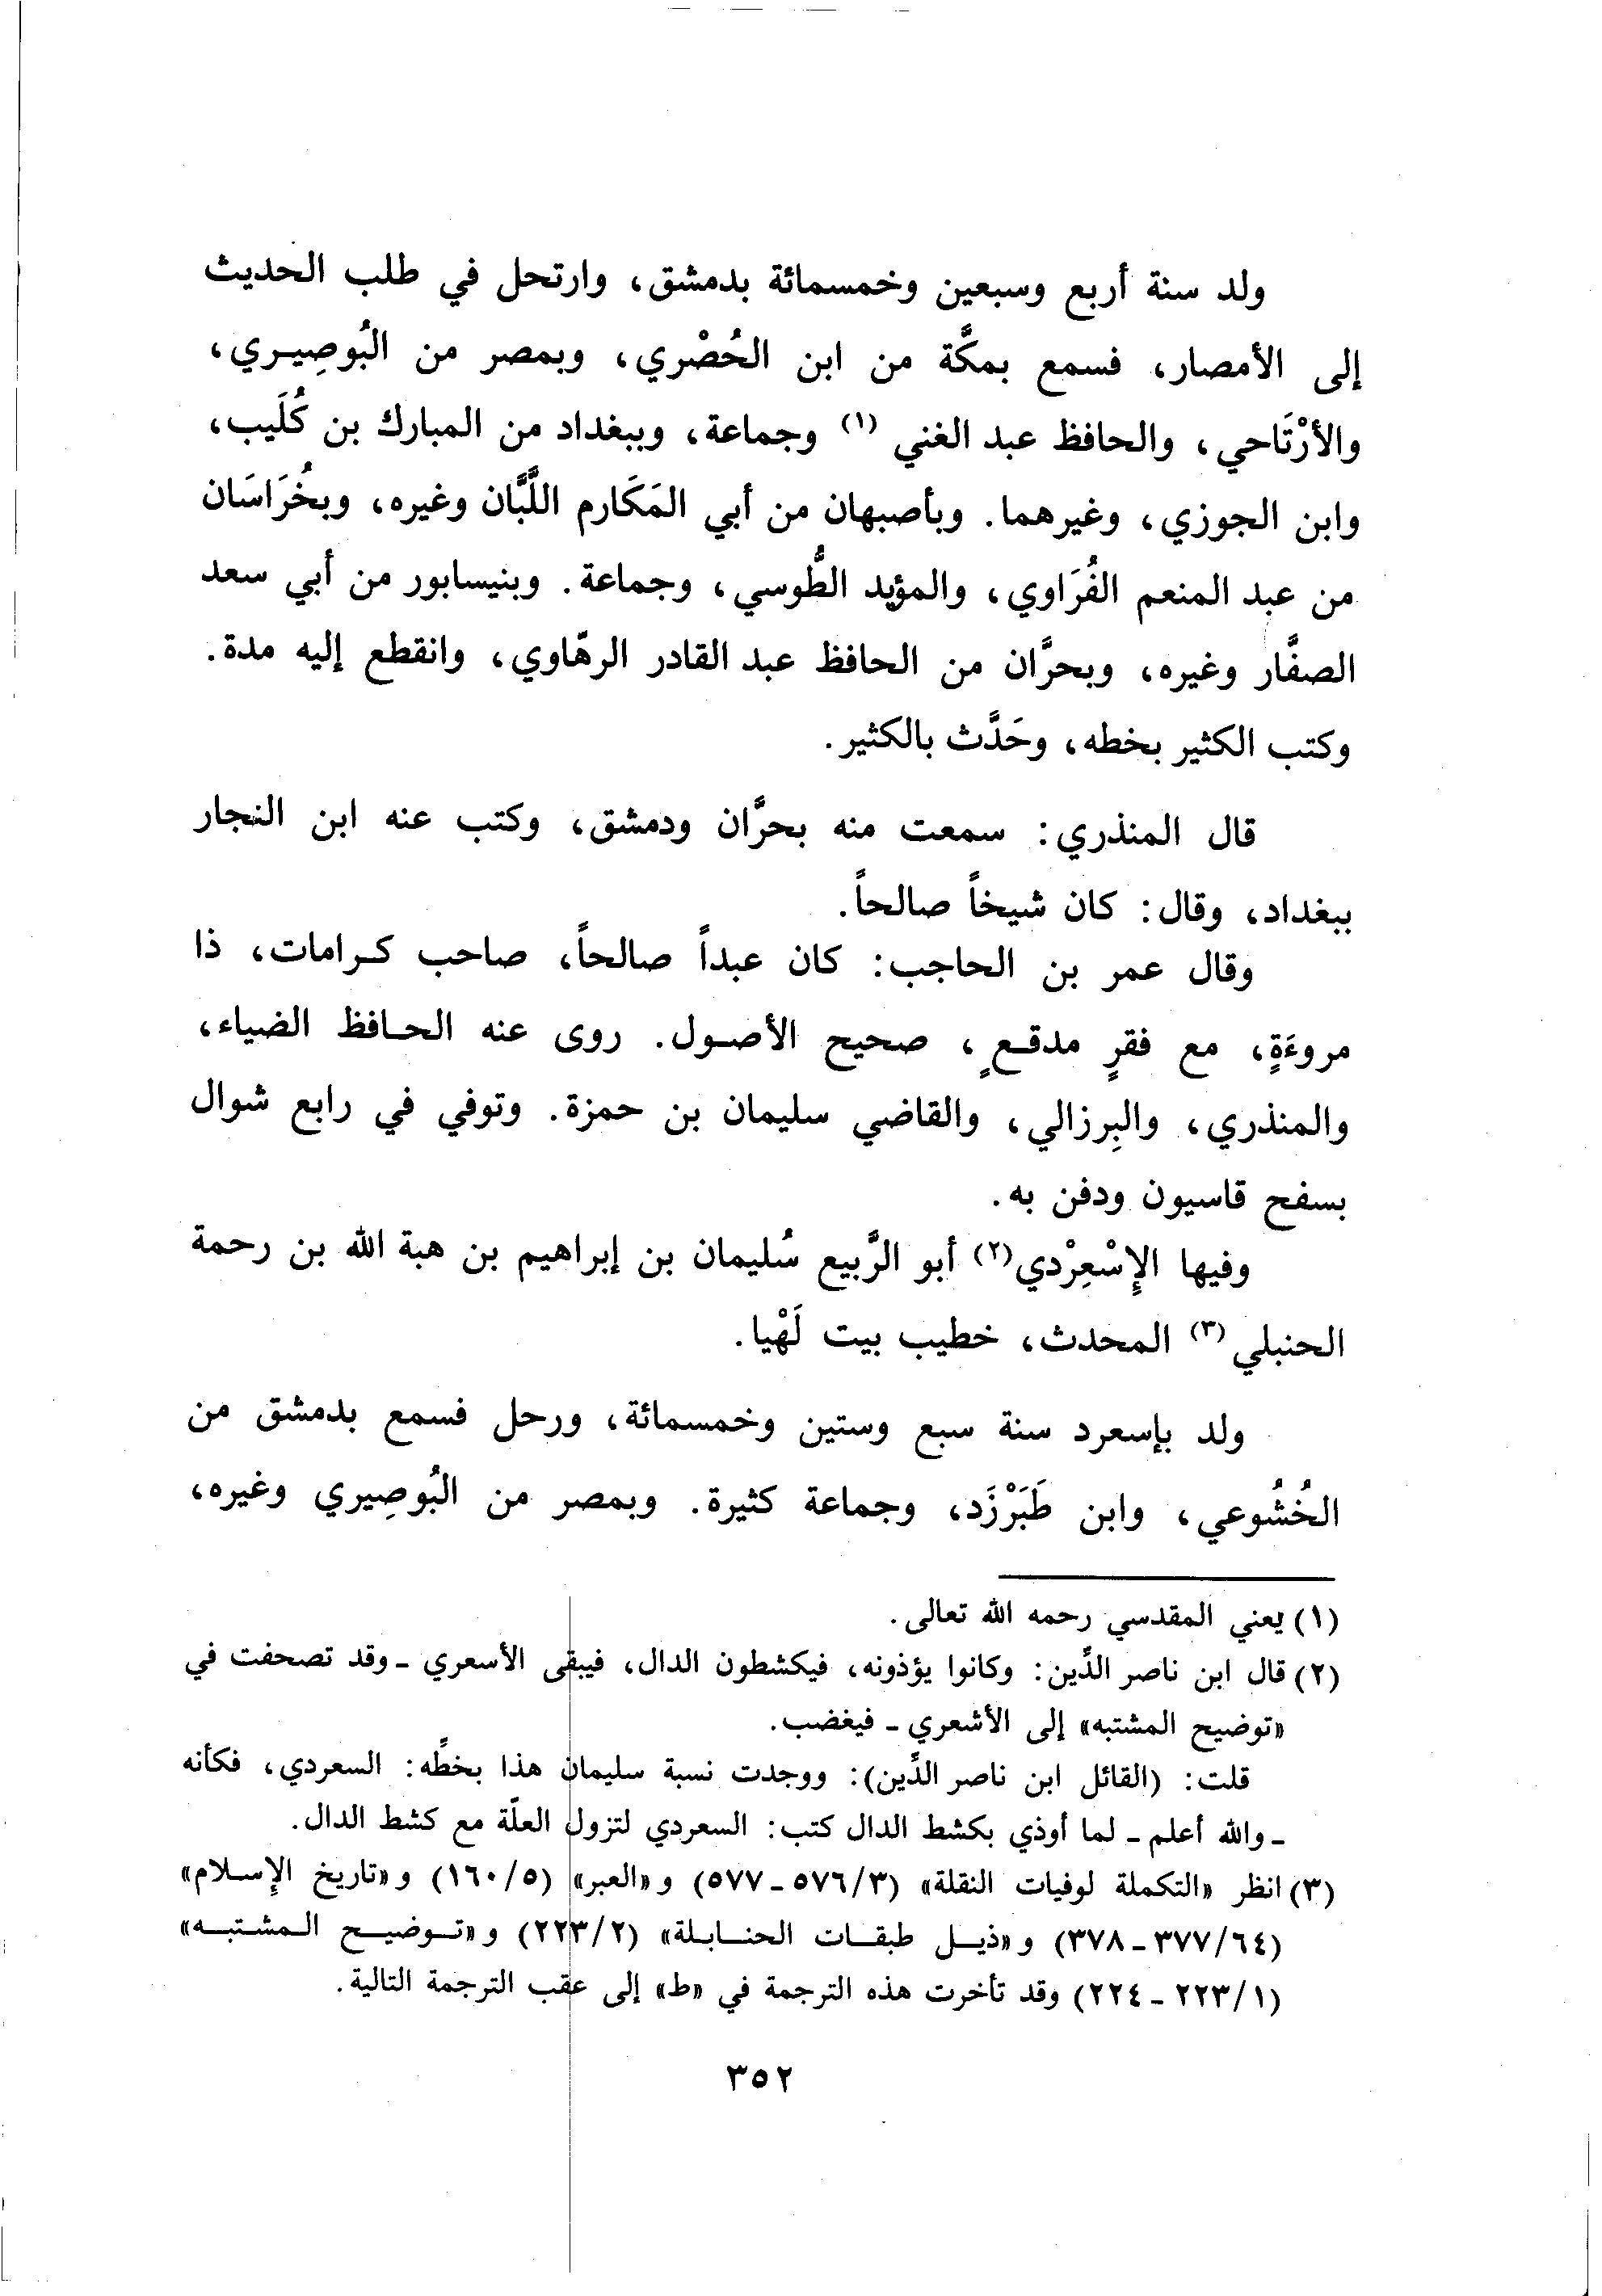 ولد سنة أربع وسبعين وخمسمائة بدمشق، وارتحل في طلب الحديث
إلى الأمصار، فسمع بمكَّة من ابن الحُصْري، وبمصر من البُوصِيري،
والأرْتَاحي، والحافظ عبد الغني (١) وجماعة، وببغداد من المبارك بن كُلَيب،
وابن الجوزي، وغيرهما. وبأصبهان من أبي المَكَارم اللَّبَّان وغيره، وبخُرَاسَان
من عبد المنعم الفُرَاوي، والمؤيد الطُّوسي، وجماعة. وبنيسابور من أبي سعد
الصفَّار وغيره، وبحرَّان من الحافظ عبد القادر الرهّاوي، وانقطع إليه مدة.
وكتب الكثير بخطه، وحَدَّث بالكثير.
قال المنذري: سمعت منه بحرَّان ودمشق، وكتب عنه ابن النجار
ببغداد، وقال: كان شيخاً صالحاً.
وقال عمر بن الحاجب: كان عبداً صالحاً، صاحب كرامات، ذا
مروءَةٍ، مع فقرٍ مدقعٍ، صحيح الأصول. روى عنه الحافظ الضياء،
والمنذري، والبِرزالي، والقاضي سليمان بن حمزة. وتوفي في رابع شوال
بسفح قاسيون ودفن به.
وفيها الإِسْعِرْدي(٢) أبو الرَّبيع سُليمان بن إبراهيم بن هبة الله بن رحمة
الحنبلي (٣) المحدث، خطيب بيت لَهْيا.
ولد بإسعرد سنة سبع وستين وخمسمائة، ورحل فسمع بدمشق من
الخُشُوعي، وابن طَبَرْزَد، وجماعة كثيرة. وبمصر من البُوصِيري وغيره،
(١) يعني المقدسي رحمه الله تعالى.
(٢) قال ابن ناصر الدِّين: وكانوا يؤذونه، فيكشطون الدال، فيبقى الأسعري ـ وقد تصحفت في
«توضيح المشتبه» إلى الأشعري ـ فيغضب.
قلت: (القائل ابن ناصر الدِّين): ووجدت نسبة سليمان هذا بخطِّه: السعردي، فكأنه
ـ والله أعلم ـ لما أوذي بكشط الدال كتب: السعردي لتزول العلّة مع كشط الدال.
(٣) انظر «التكملة لوفيات النقلة» (٥٧٦/٣ ـ ٥٧٧) و«العبر» (١٦٠/٥) و«تاريخ الإِسلام»
(٣٧٧/٦٤ ـ ٣٧٨) و«ذيل طبقات الحنابلة» (٢٢٣/٢) و«توضيح المشتبه»
(٢٢٣/١ ـ ٢٢٤) وقد تأخرت هذه الترجمة في «ط» إلى عقب الترجمة التالية.
٣٥٢